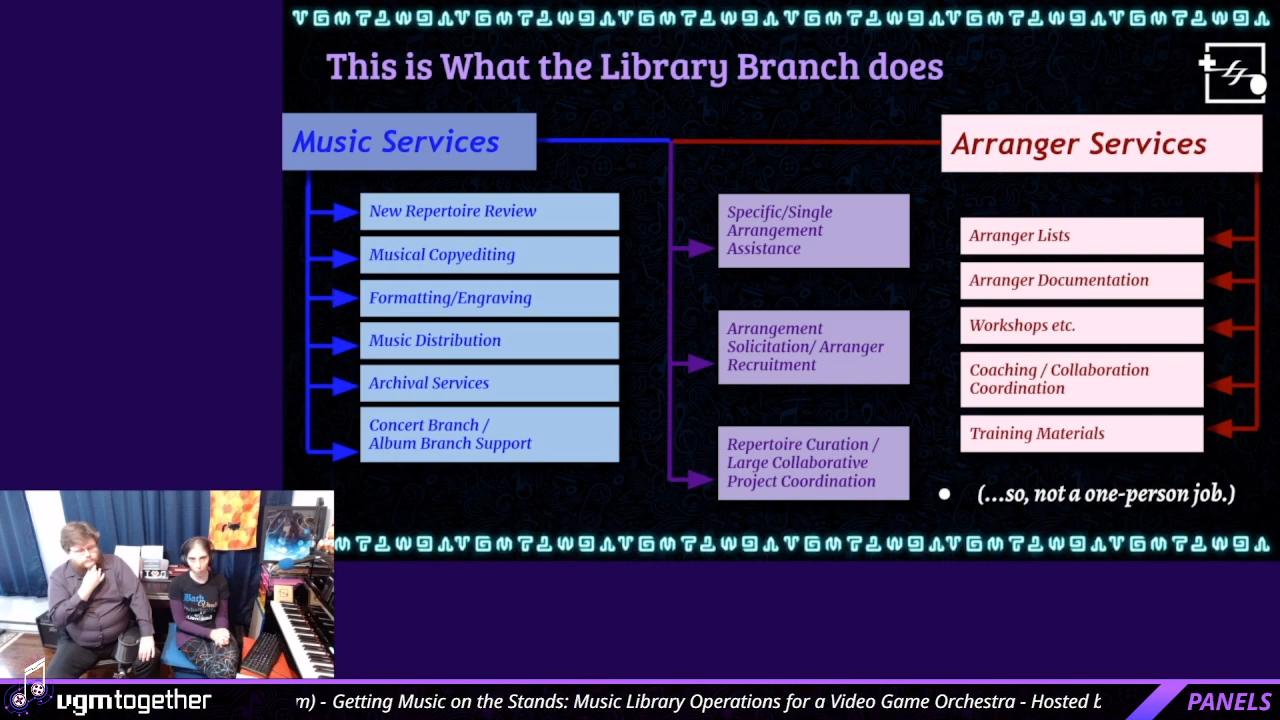 This is What the Library Branch does
Music Services
Arranger Services
New Repertoire Review
Musical Copyediting
Formatting/Engraving
Music Distribution
Archival Services
Concert Branch /
Album Branch Support
Specific/Single
Arrangement
Assistance
Arrangement
Solicitation/ Arranger
Recruitment
Repertoire Curation /
Large Collaborative
Project Coordination
Arranger Lists
Arranger Documentation
Workshops etc.
Coaching / Collaboration
Coordination
Training Materials
(...so, not a one-person job.)
vgmtogether
m) - Getting Music on the Stands: Music Library Operations for a Video Game Orchestra - Hosted b
PANELS